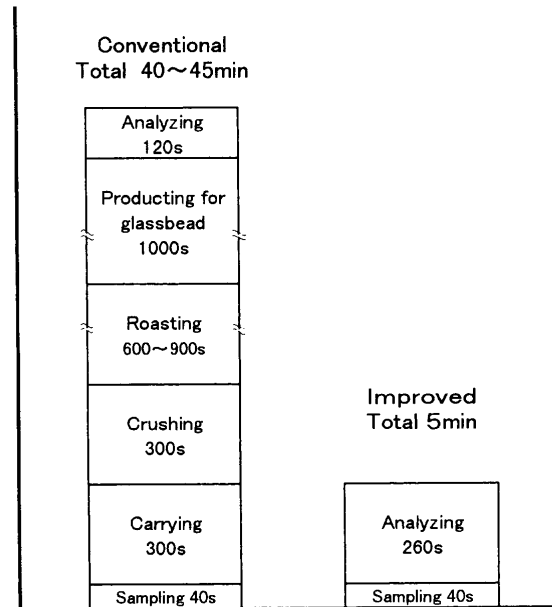 Conventional
Total 40～45min
Analyzing
120s
Producting for
glassbead
1000s
Roasting
600～900s
Crushing
300s
Carrying
300s
Sampling 40s
Improved
Total 5min
Analyzing
260s
Sampling 40s